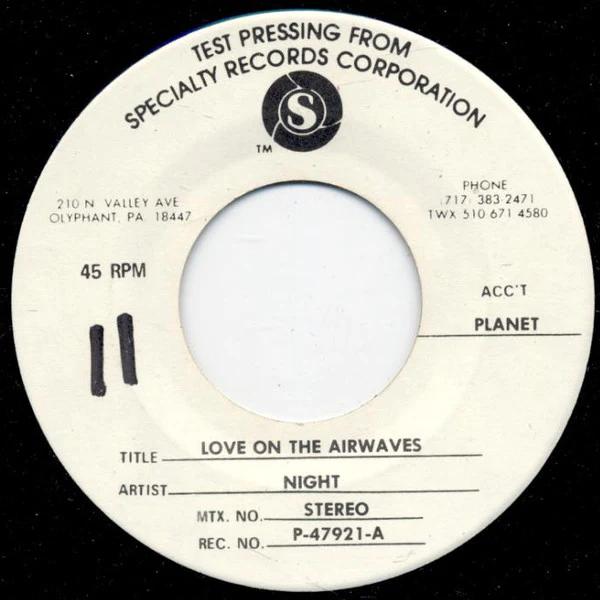 TEST PRESSING FROM
SPECIALTY RECORDS CORPORATION
S
TM
210 N. VALLEY AVE
OLYPHANT, PA. 18447
PHONE
(717) 383-2471
TWX 510 671 4580
45 RPM
ACC'T
PLANET
11
TITLE LOVE ON THE AIRWAVES
ARTIST NIGHT
MTX. NO. STEREO
REC. NO. P-47921-A